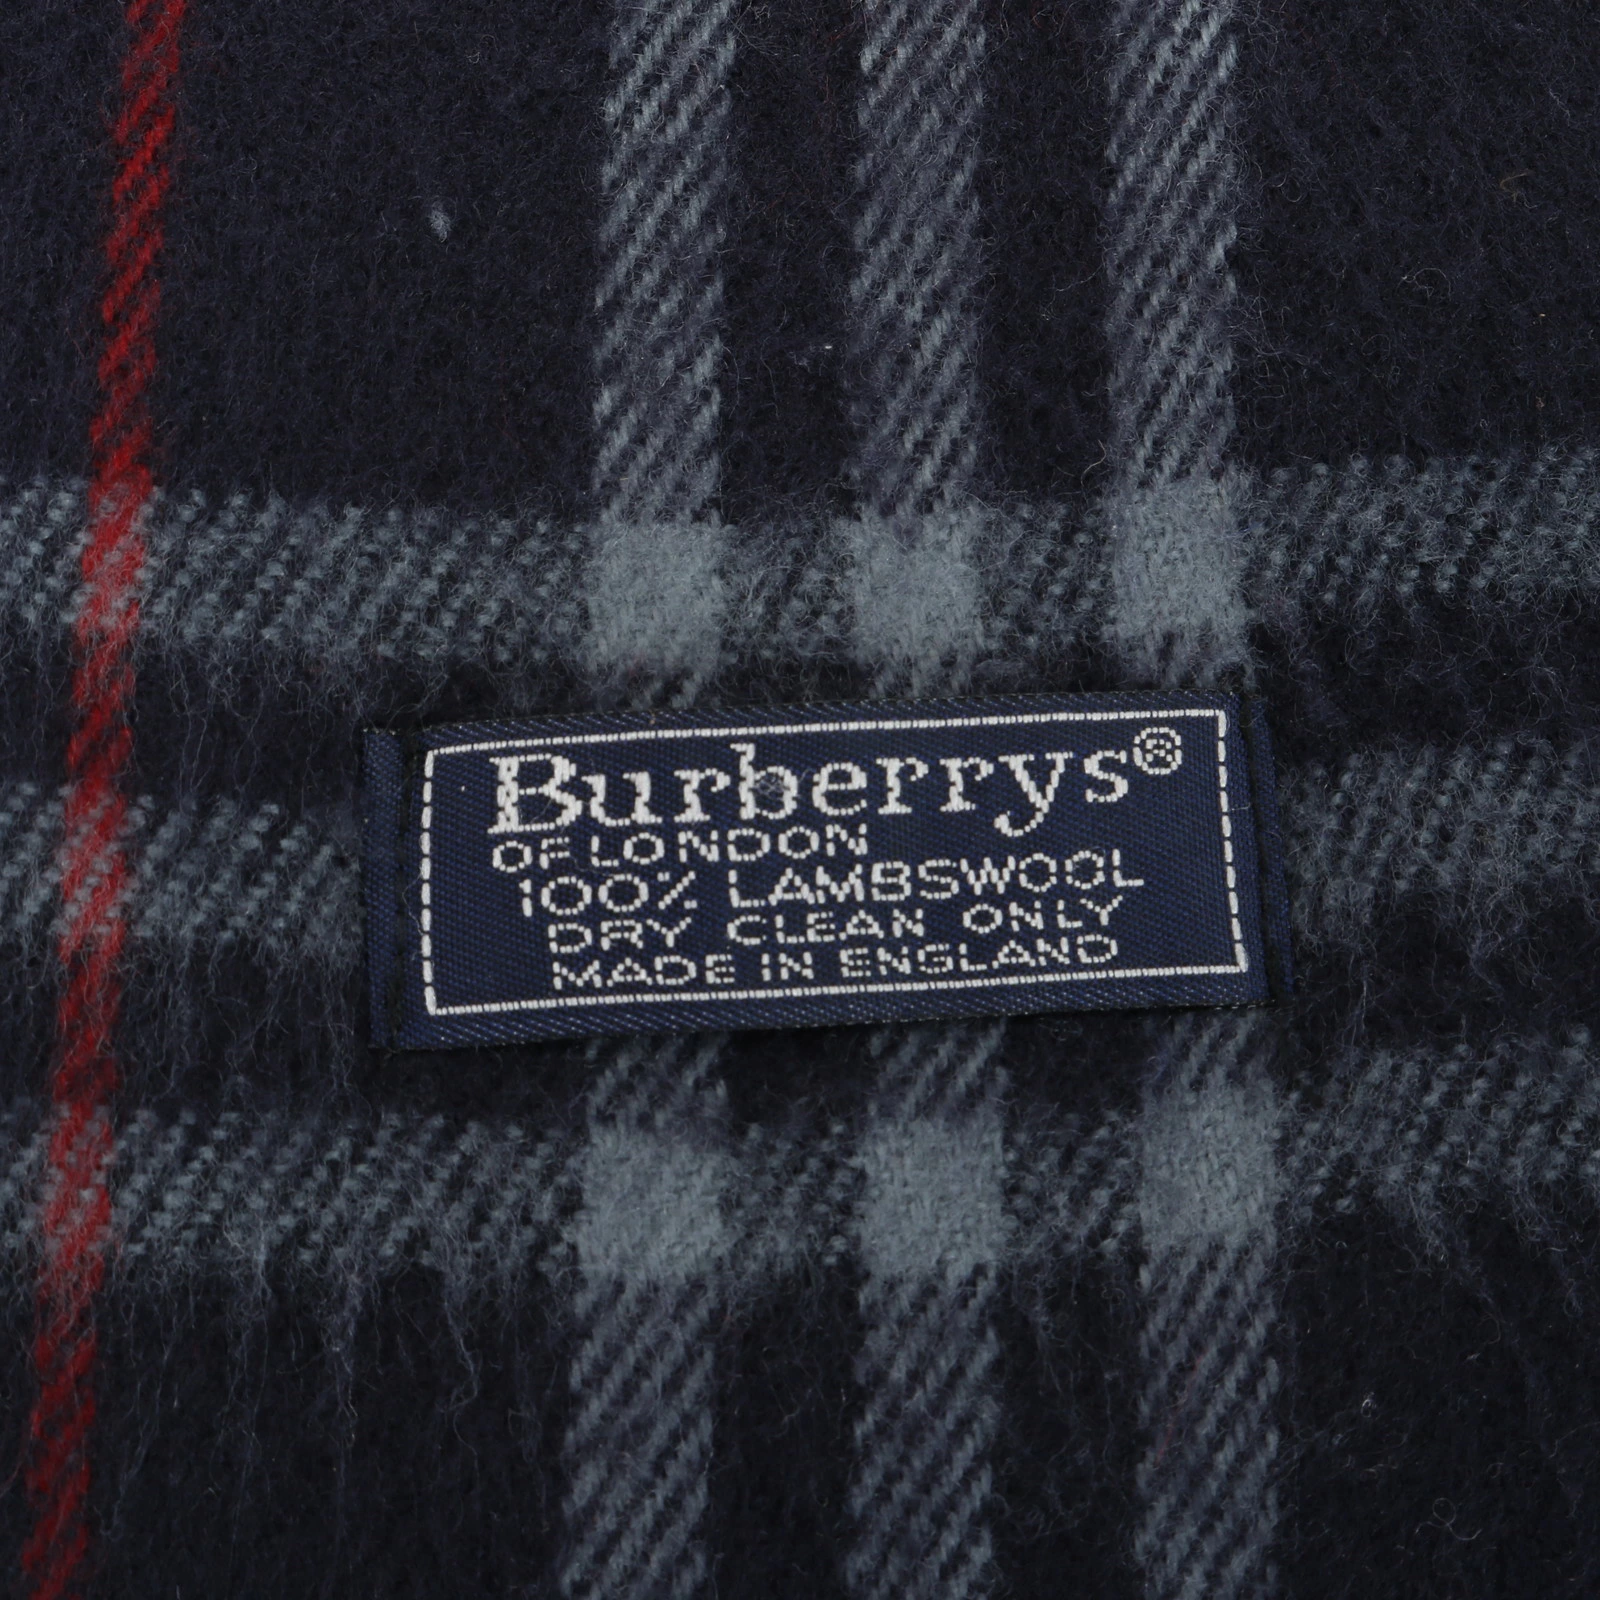 Burberrys®
OF LONDON
100% LAMBSWOOL
DRY CLEAN ONLY
MADE IN ENGLAND